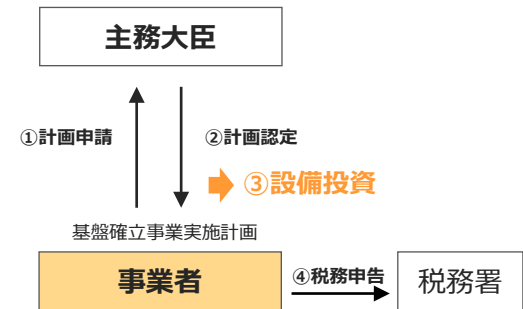 主務大臣
①計画申請
②計画認定
③設備投資
基盤確立事業実施計画
事業者
④税務申告
税務署